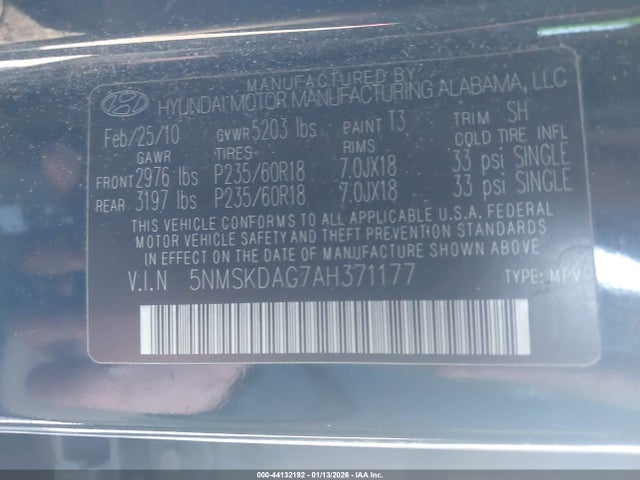 MANUFACTURED BY
HYUNDAI MOTOR MANUFACTURING ALABAMA, LLC
Feb/25/10 GVWR 5203 lbs PAINT T3 TRIM SH
GAWR TIRES RIMS COLD TIRE INFL
FRONT 2976 lbs P235/60R18 7.0JX18 33 psi SINGLE
REAR 3197 lbs P235/60R18 7.0JX18 33 psi SINGLE
THIS VEHICLE CONFORMS TO ALL APPLICABLE U.S.A. FEDERAL
MOTOR VEHICLE SAFETY AND THEFT PREVENTION STANDARDS
IN EFFECT ON THE DATE OF MANUFACTURE SHOWN ABOVE.
V.I.N 5NMSKDAG7AH371177 TYPE: MPV
000-44132192 - 01/13/2026 - © IAA Inc.